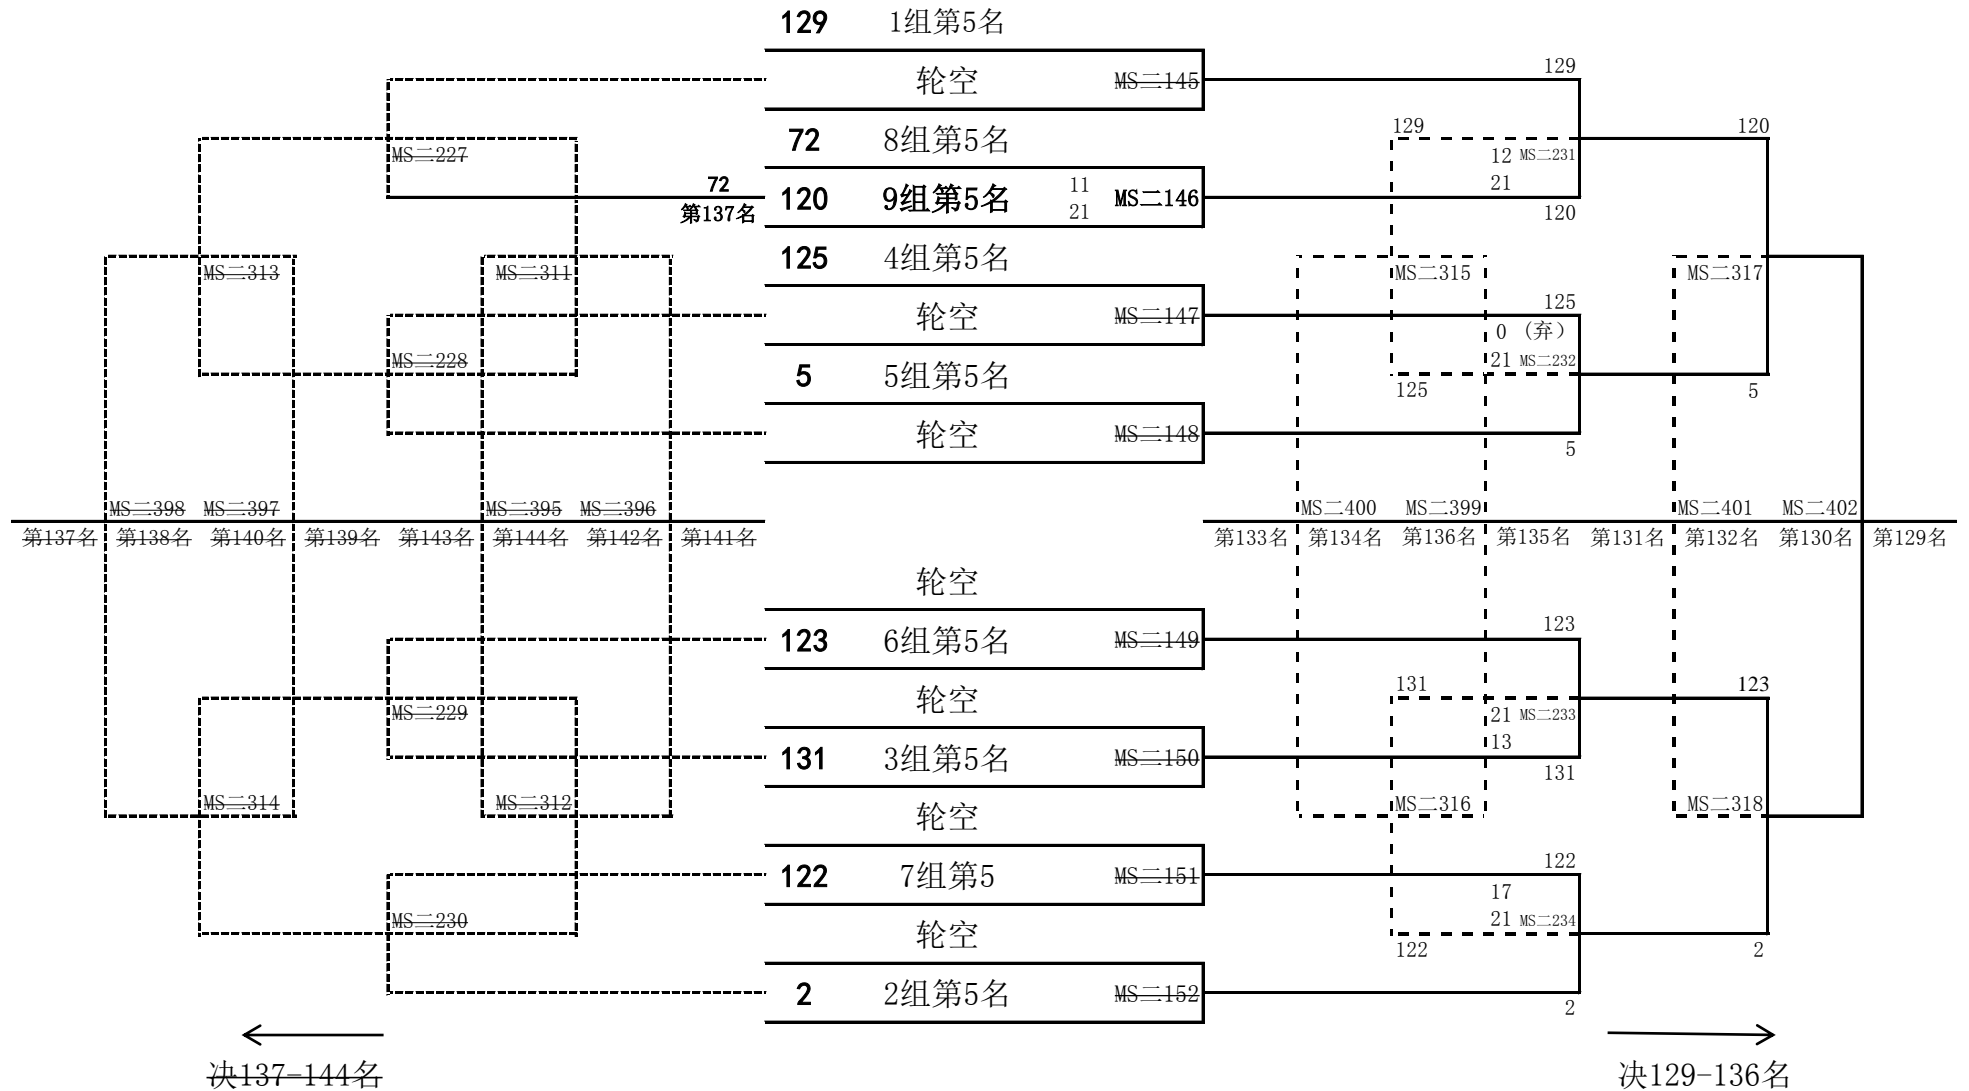 129 1组第5名
轮空 MS二145 129
72 8组第5名 129 120
MS二227 12 MS二231
72 120 9组第5名 11 MS二146 21
第137名 21 120
125 4组第5名
MS二313 MS二311 MS二315 MS二317
轮空 MS二147 125
0 (弃)
MS二228 21 MS二232
5 5组第5名 125 5
轮空 MS二148
5
MS二398 MS二397 MS二395 MS二396 MS二400 MS二399 MS二401 MS二402
第137名 第138名 第140名 第139名 第143名 第144名 第142名 第141名 第133名 第134名 第136名 第135名 第131名 第132名 第130名 第129名
轮空
123 6组第5名 MS二149 123
轮空 131 123
MS二229 21 MS二233
13
131 3组第5名 MS二150 131
MS二314 MS二312 轮空 MS二316 MS二318
122 7组第5 MS二151 122
17
MS二230 轮空 21 MS二234
122 2
2 2组第5名 MS二152
2
决137-144名 决129-136名